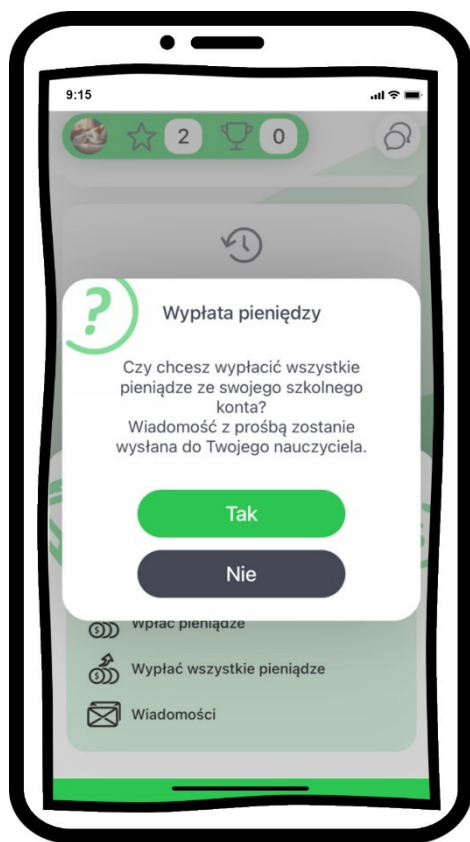 9:15
2
0
?
Wypłata pieniędzy
Czy chcesz wypłacić wszystkie
pieniądze ze swojego szkolnego
konta?
Wiadomość z prośbą zostanie
wysłana do Twojego nauczyciela.
Tak
Nie
Wpłać pieniądze
Wypłać wszystkie pieniądze
Wiadomości